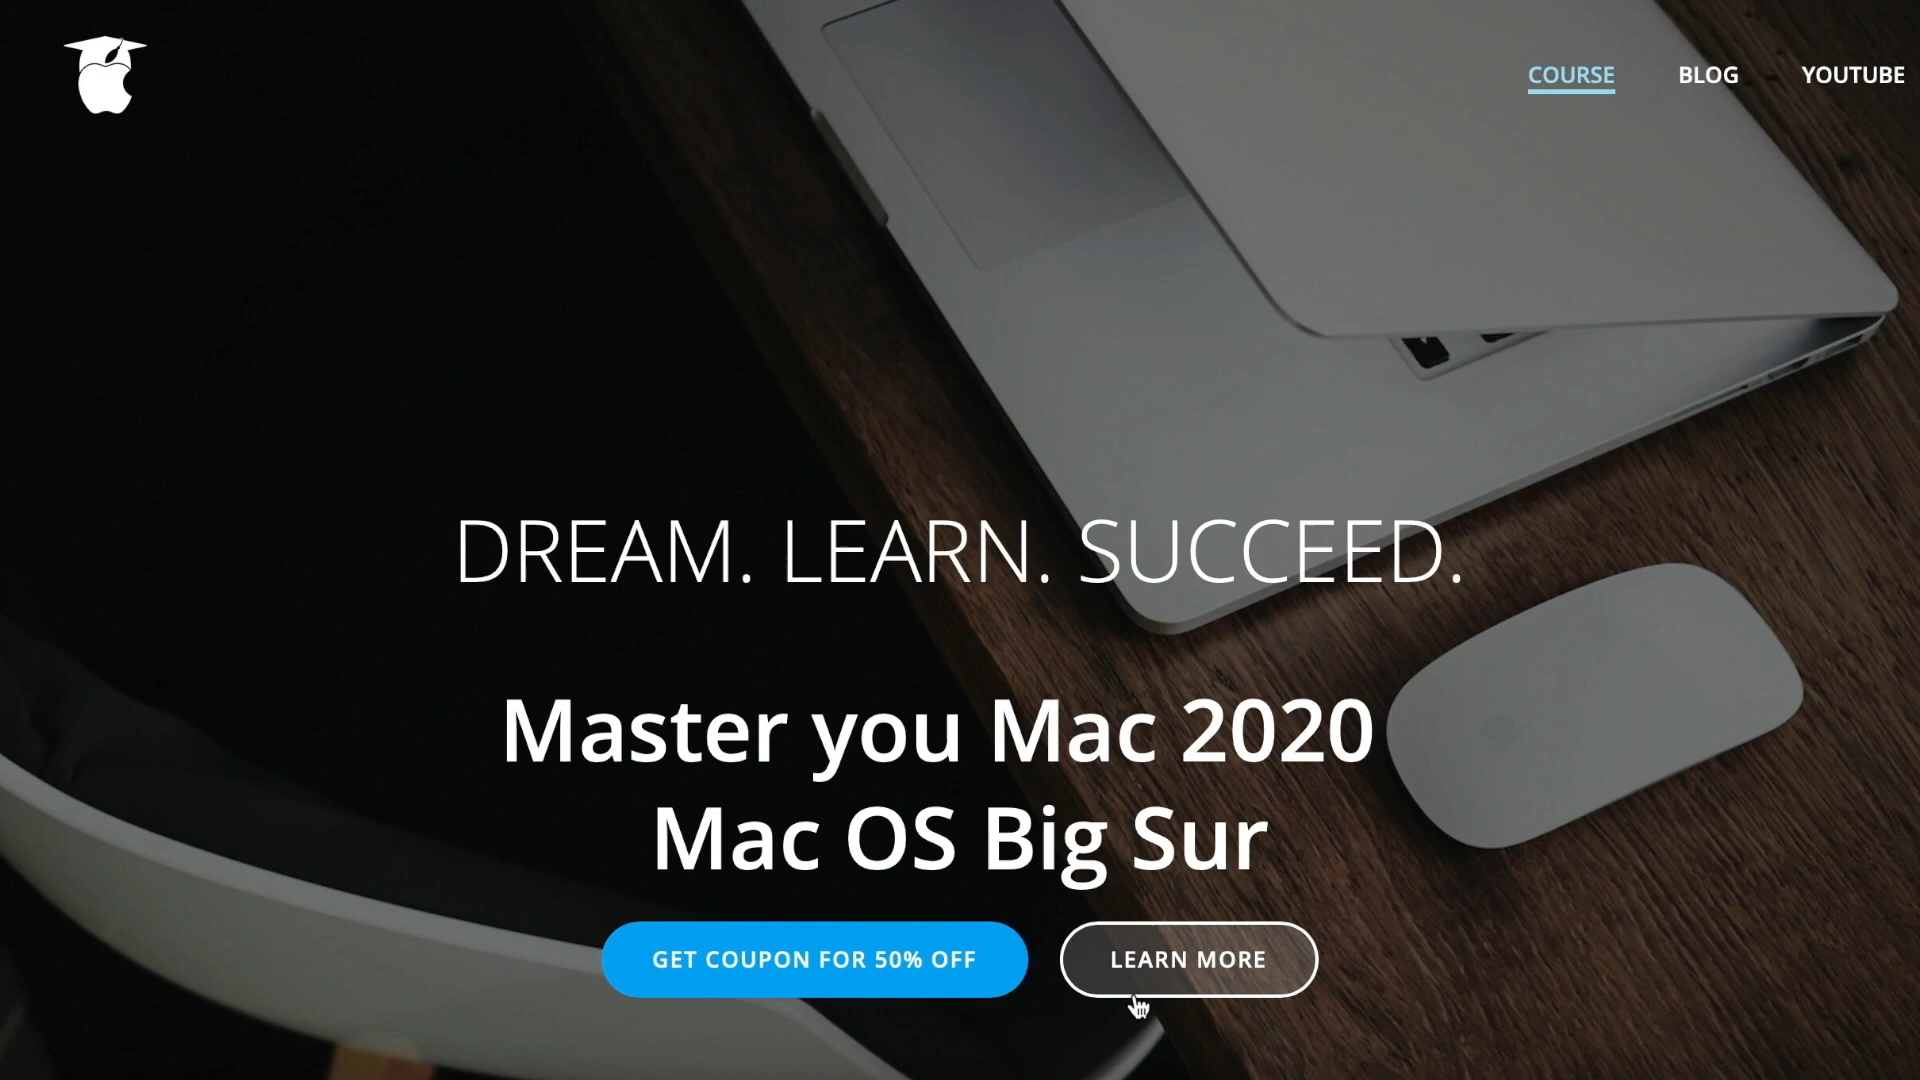 COURSE BLOG YOUTUBE
DREAM. LEARN. SUCCEED.
Master you Mac 2020
Mac OS Big Sur
GET COUPON FOR 50% OFF LEARN MORE